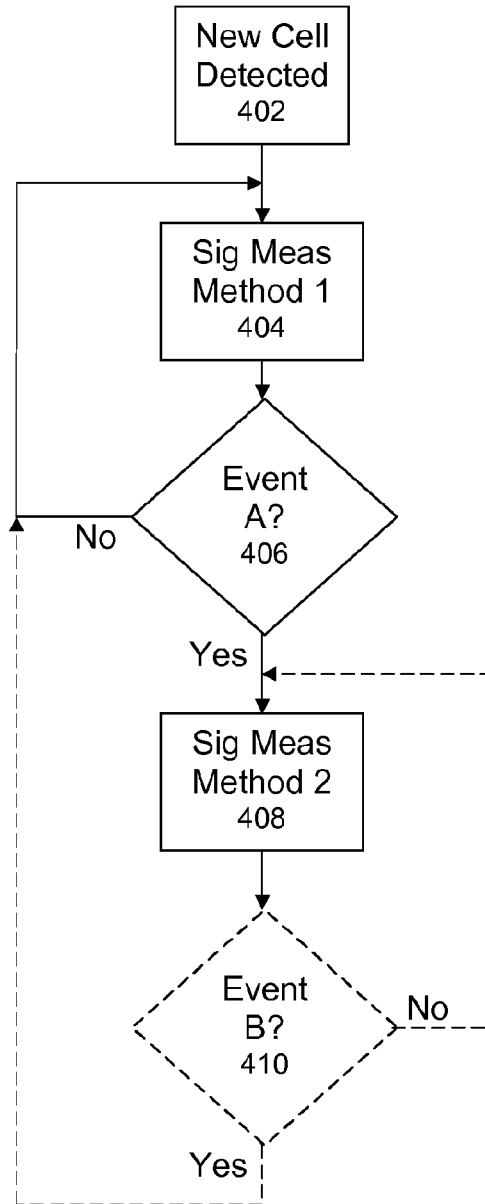 New Cell
Detected
402
Sig Meas
Method 1
404
Event
A?
406
No
Yes
Sig Meas
Method 2
408
Event
B?
410
No
Yes